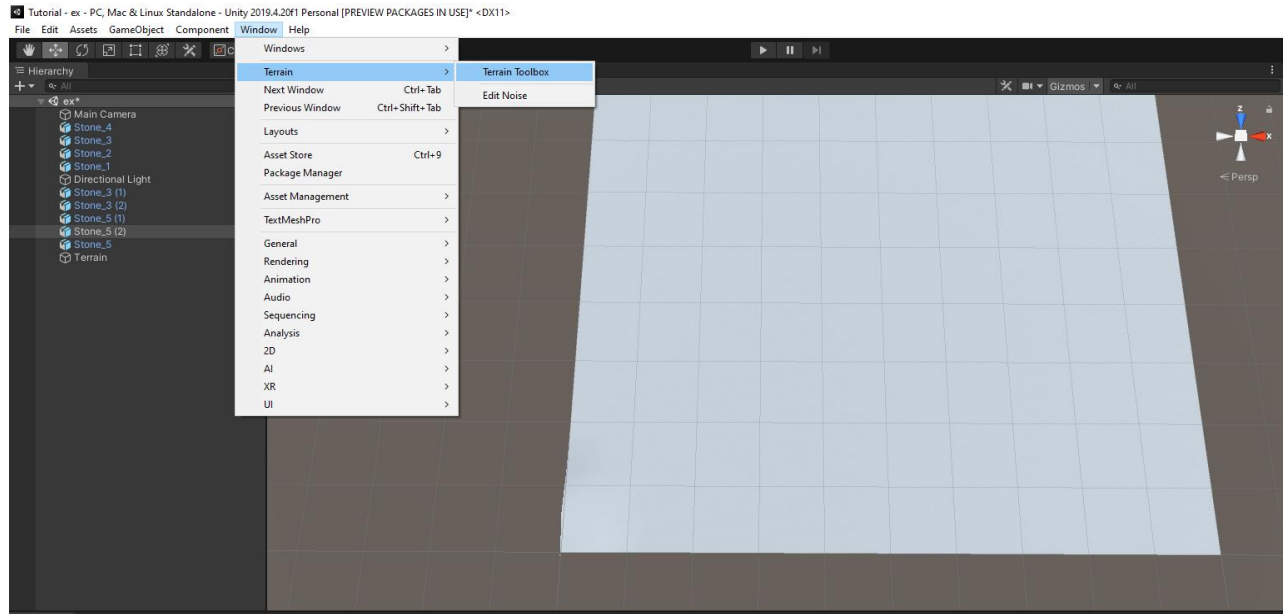 Tutorial - ex - PC, Mac & Linux Standalone - Unity 2019.4.20f1 Personal [PREVIEW PACKAGES IN USE]* <DX11>
File Edit Assets GameObject Component Window Help
Hierarchy
All
ex*
Main Camera
Stone_4
Stone_3
Stone_2
Stone_1
Directional Light
Stone_3 (1)
Stone_3 (2)
Stone_5 (1)
Stone_5 (2)
Stone_5
Terrain
Windows
Terrain
Next Window Ctrl+Tab
Previous Window Ctrl+Shift+Tab
Layouts
Asset Store Ctrl+9
Package Manager
Asset Management
TextMeshPro
General
Rendering
Animation
Audio
Sequencing
Analysis
2D
AI
XR
UI
Terrain Toolbox
Edit Noise
Gizmos All
z
x
Persp